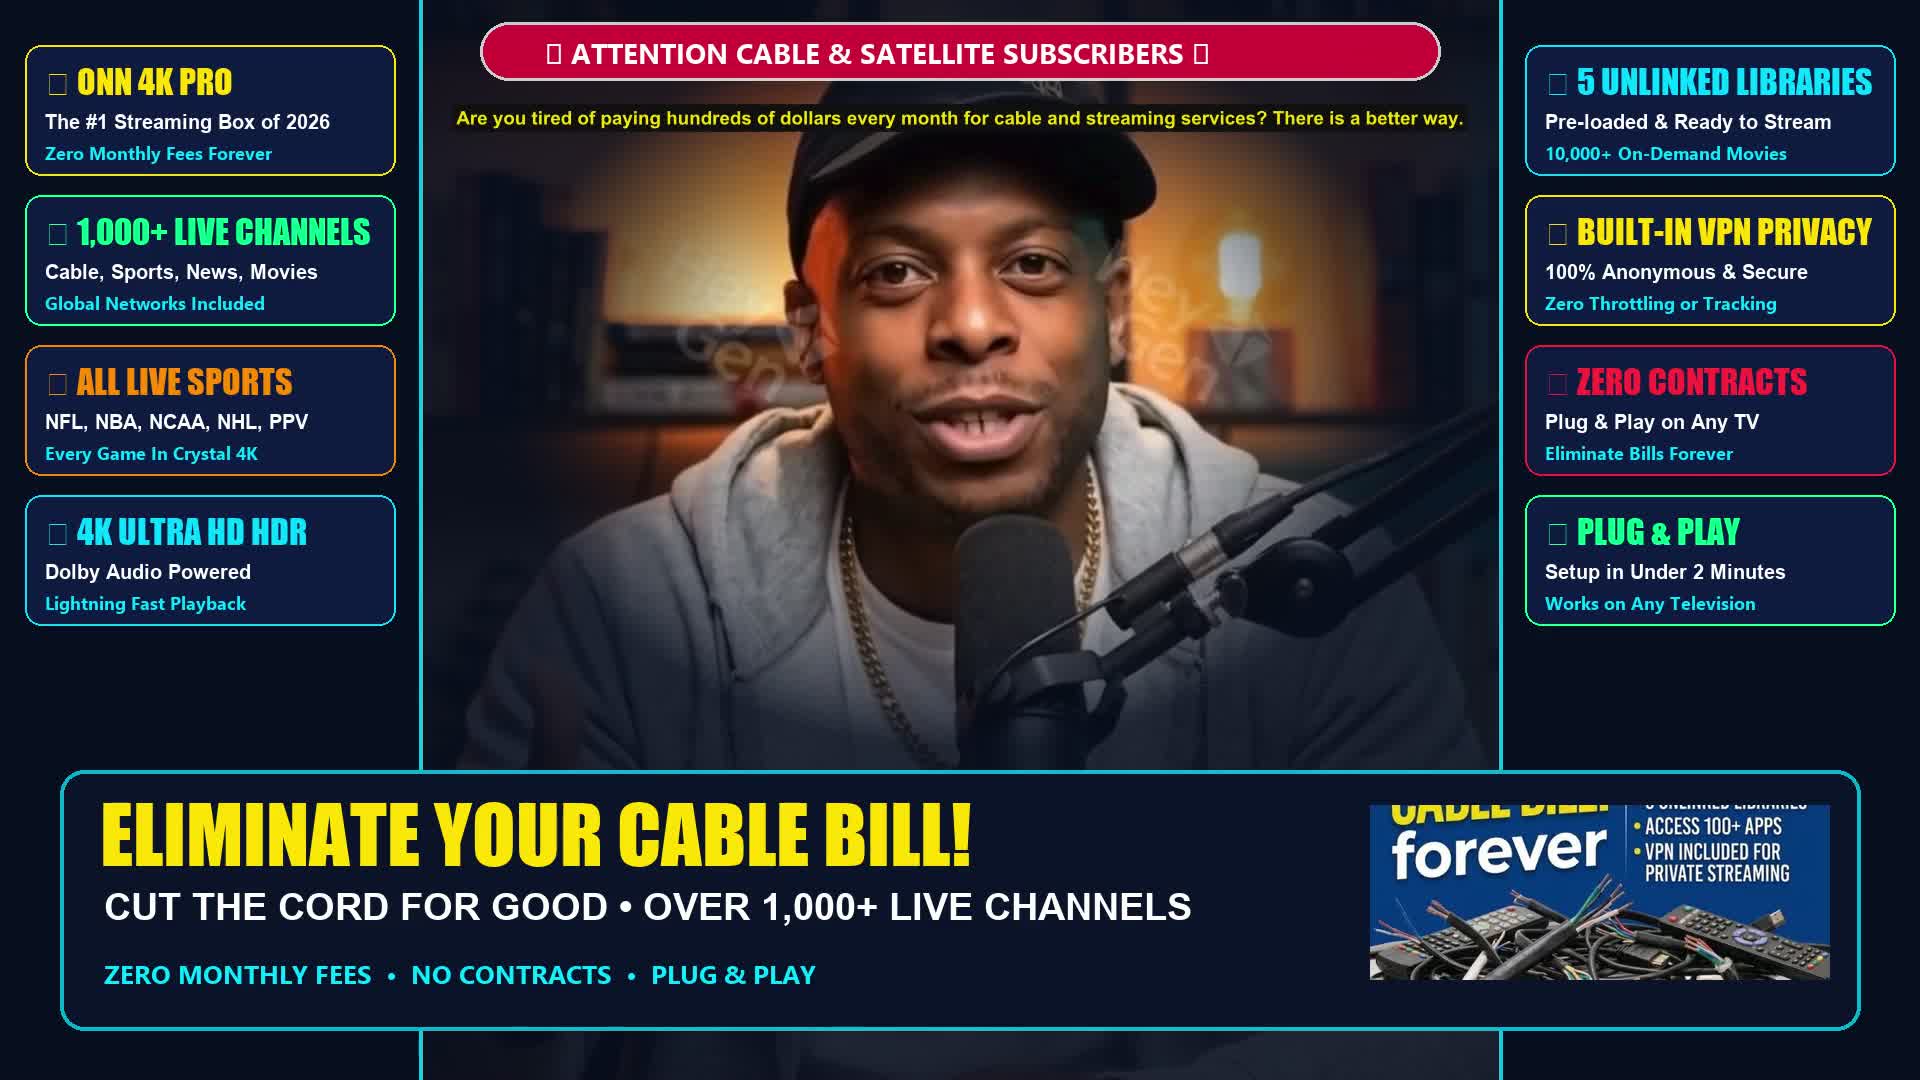 ATTENTION CABLE & SATELLITE SUBSCRIBERS
Are you tired of paying hundreds of dollars every month for cable and streaming services? There is a better way.
ONN 4K PRO
The #1 Streaming Box of 2026
Zero Monthly Fees Forever
1,000+ LIVE CHANNELS
Cable, Sports, News, Movies
Global Networks Included
ALL LIVE SPORTS
NFL, NBA, NCAA, NHL, PPV
Every Game In Crystal 4K
4K ULTRA HD HDR
Dolby Audio Powered
Lightning Fast Playback
5 UNLINKED LIBRARIES
Pre-loaded & Ready to Stream
10,000+ On-Demand Movies
BUILT-IN VPN PRIVACY
100% Anonymous & Secure
Zero Throttling or Tracking
ZERO CONTRACTS
Plug & Play on Any TV
Eliminate Bills Forever
PLUG & PLAY
Setup in Under 2 Minutes
Works on Any Television
ELIMINATE YOUR CABLE BILL!
CUT THE CORD FOR GOOD • OVER 1,000+ LIVE CHANNELS
ZERO MONTHLY FEES • NO CONTRACTS • PLUG & PLAY
forever
• ACCESS 100+ APPS
• VPN INCLUDED FOR
PRIVATE STREAMING